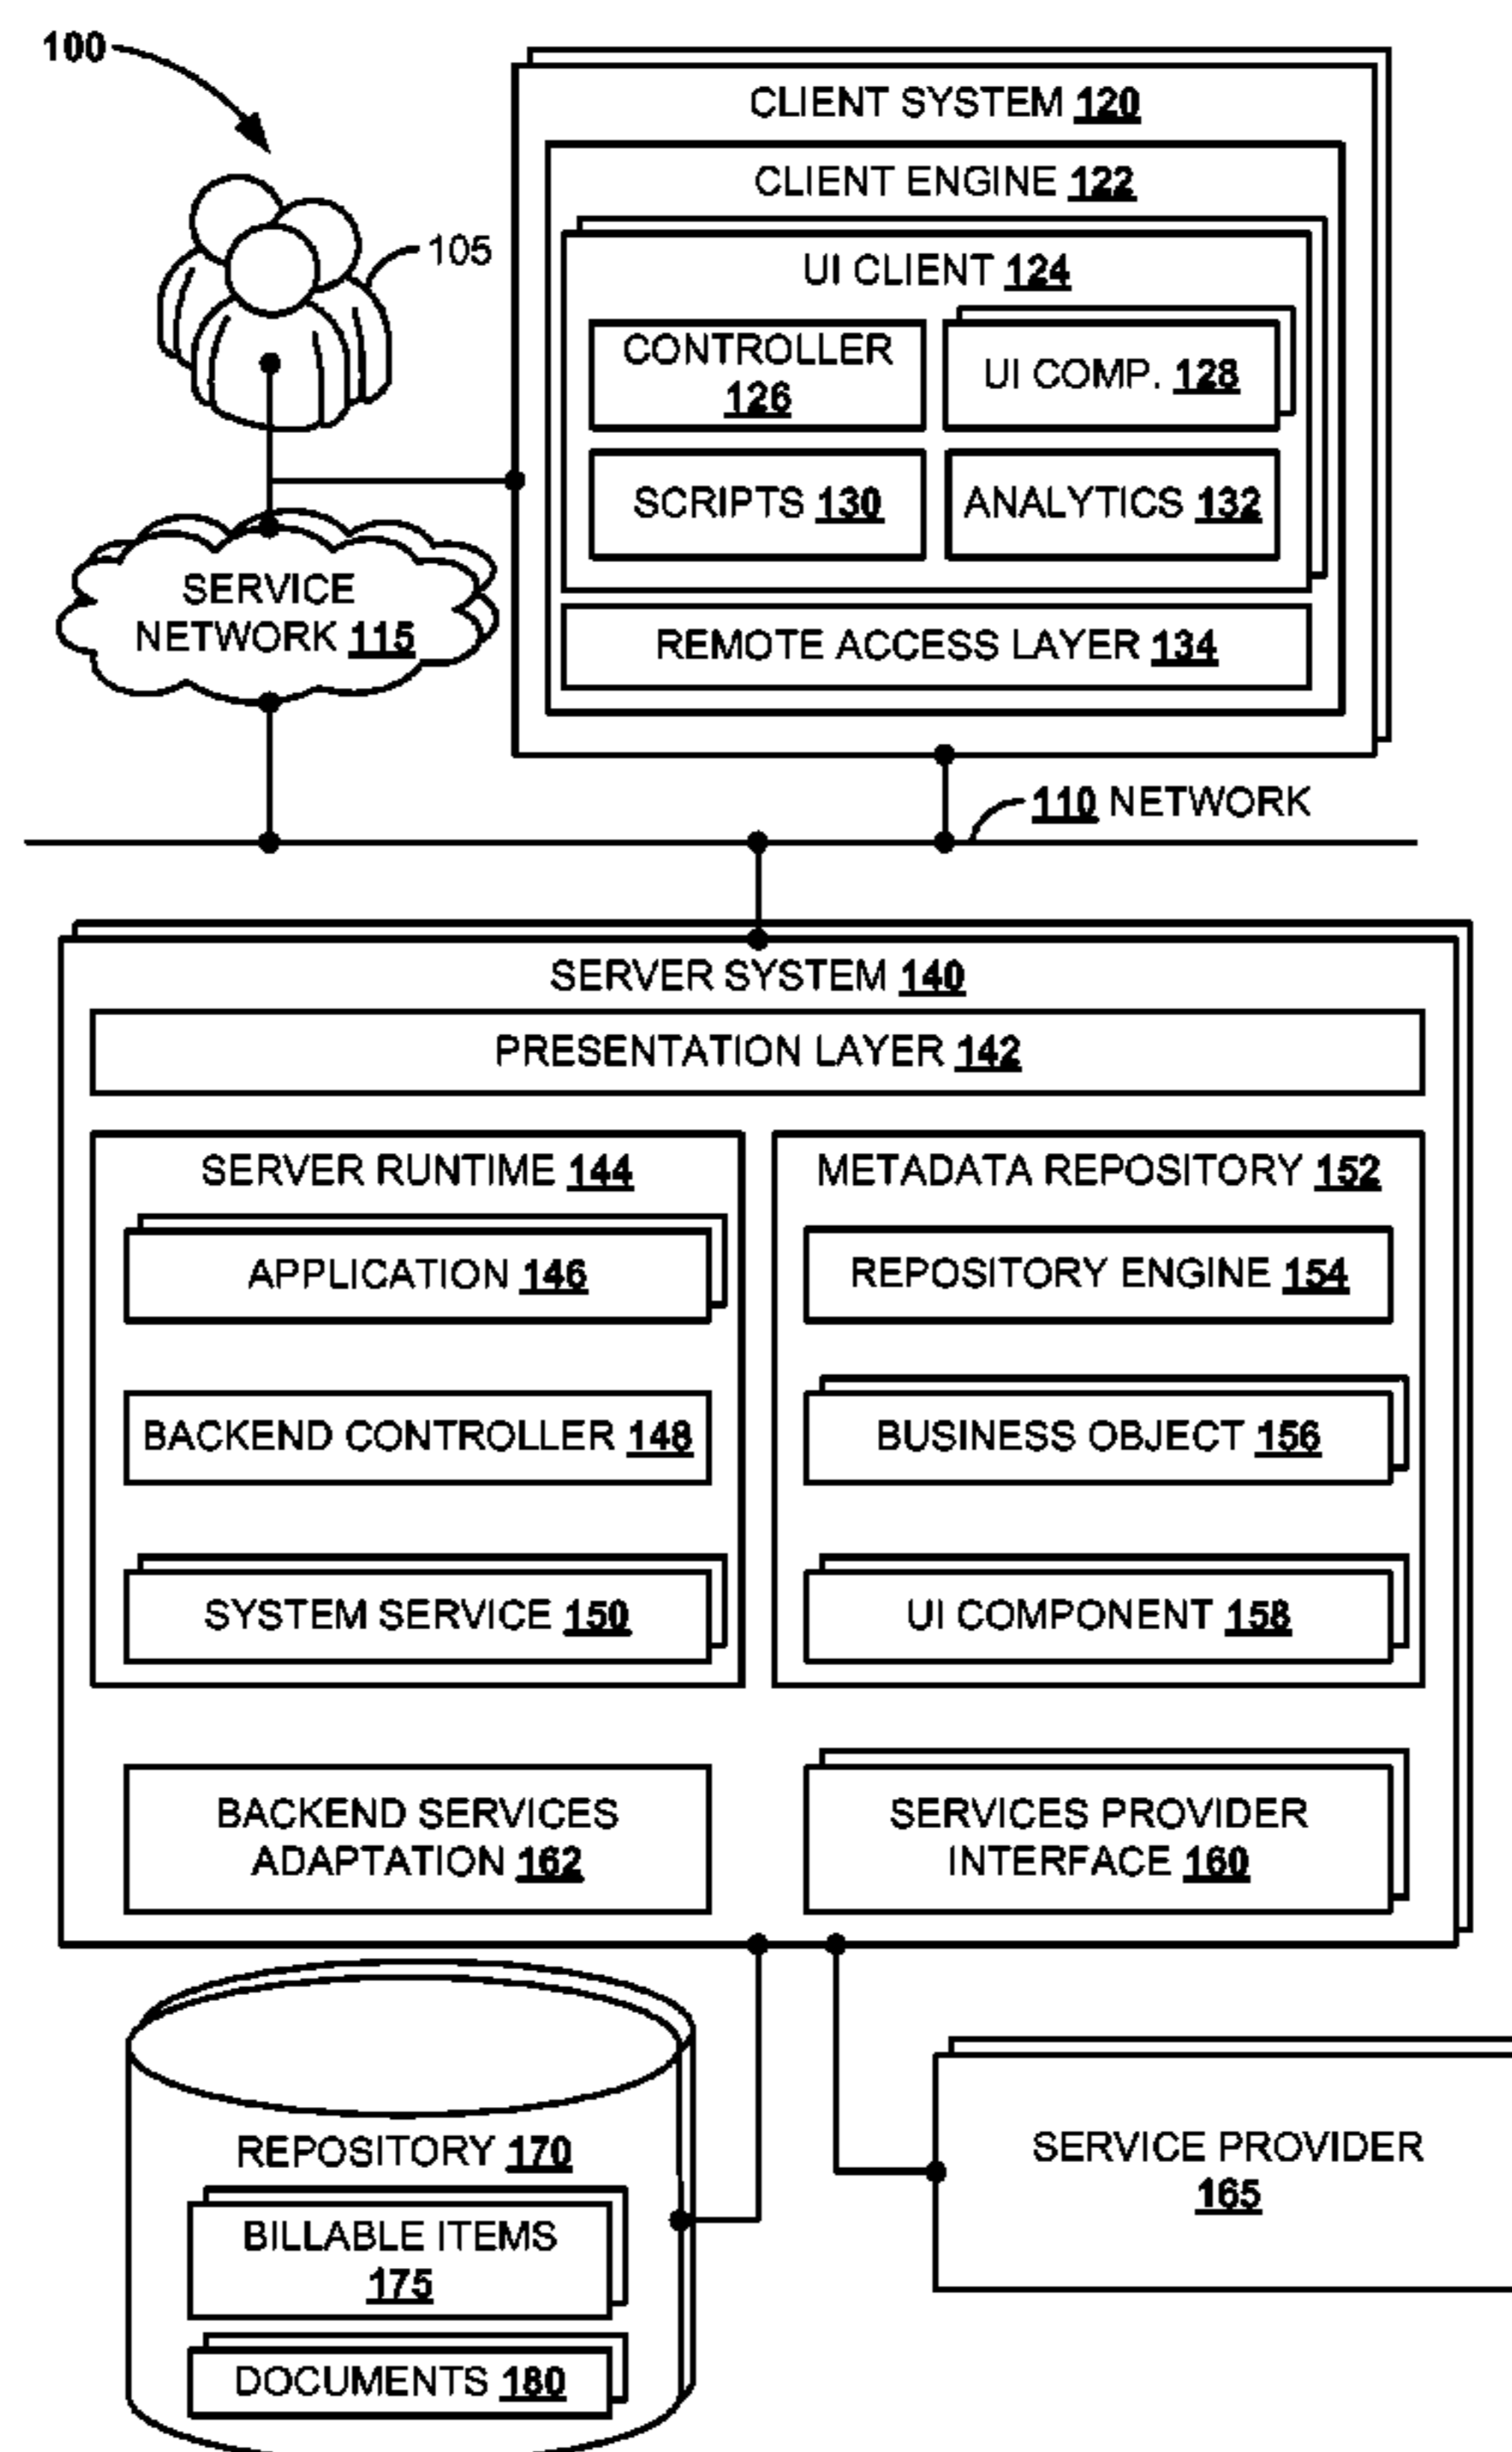 100
CLIENT SYSTEM 120
CLIENT ENGINE 122
105
UI CLIENT 124
CONTROLLER
126
UI COMP. 128
SCRIPTS 130
ANALYTICS 132
SERVICE
NETWORK 115
REMOTE ACCESS LAYER 134
110 NETWORK
SERVER SYSTEM 140
PRESENTATION LAYER 142
SERVER RUNTIME 144
APPLICATION 146
BACKEND CONTROLLER 148
SYSTEM SERVICE 150
METADATA REPOSITORY 152
REPOSITORY ENGINE 154
BUSINESS OBJECT 156
UI COMPONENT 158
BACKEND SERVICES
ADAPTATION 162
SERVICES PROVIDER
INTERFACE 160
REPOSITORY 170
BILLABLE ITEMS
175
DOCUMENTS 180
SERVICE PROVIDER
165